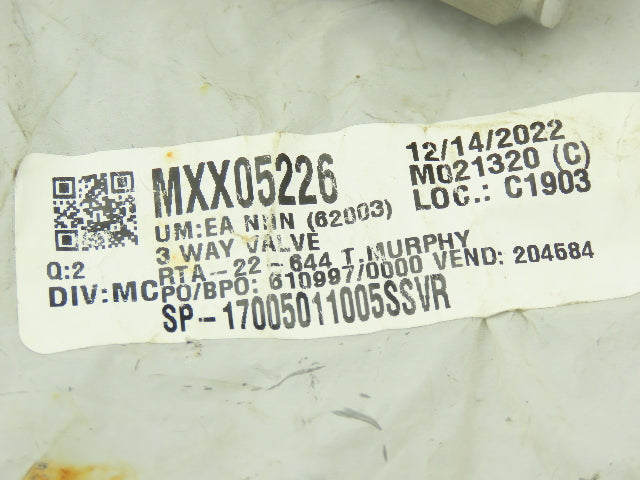 MXX05226
12/14/2022
UM:EA NNN (62003)
M021320 (C)
3 WAY VALVE
LOC.: C1903
Q:2
RTA-22-644 T.MURPHY
DIV:MC
PO/BPO: 610997/0000 VEND: 204684
SP-17005011005SSVR